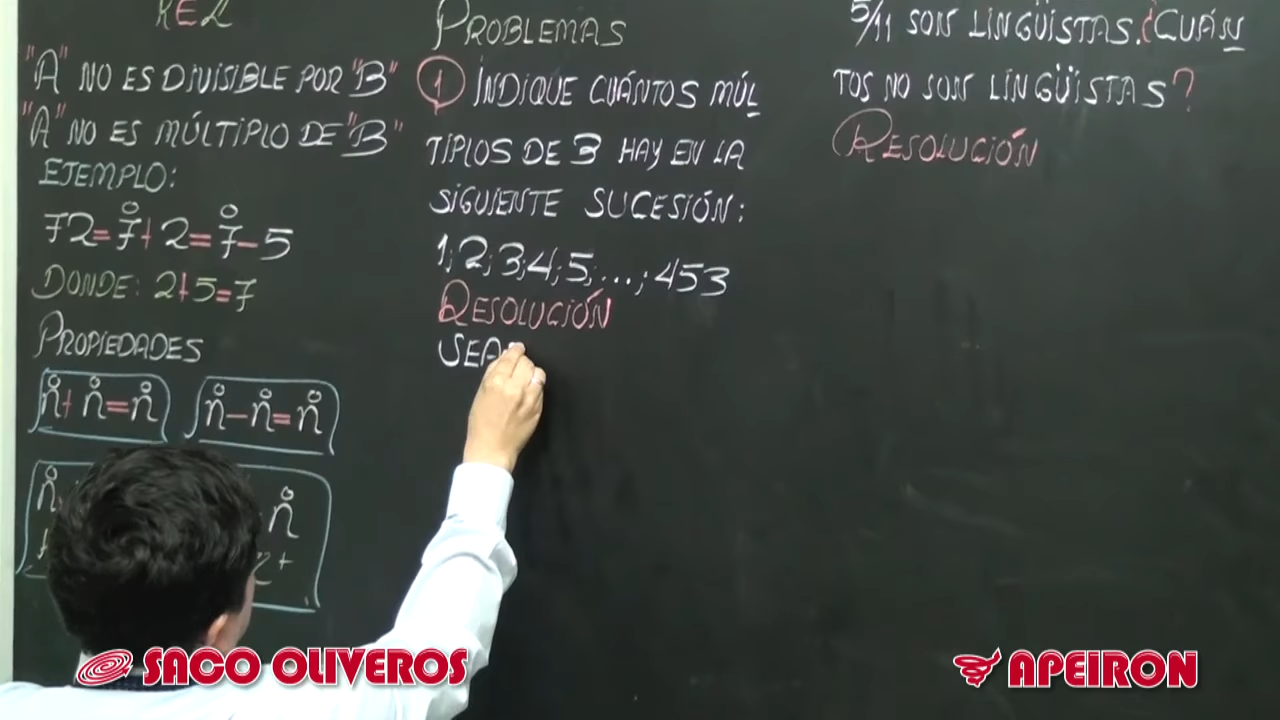 "A" NO ES DIVISIBLE POR "B"
"A" NO ES MÚLTIPLO DE "B"
EJEMPLO:
72=7̊+2=7̊-5
DONDE: 2+5=7
PROPIEDADES
n̊+n̊=n̊
n̊-n̊=n̊
n̊
n̊
Z+
PROBLEMAS
1 INDIQUE CUÁNTOS MÚL
TIPLOS DE 3 HAY EN LA
SIGUIENTE SUCESIÓN:
1;2;3;4;5;...;453
RESOLUCIÓN
SEA
5/11 SON LINGÜISTAS.¿CUÁN
TOS NO SON LINGÜISTAS?
RESOLUCIÓN
SACO OLIVEROS
APEIRON